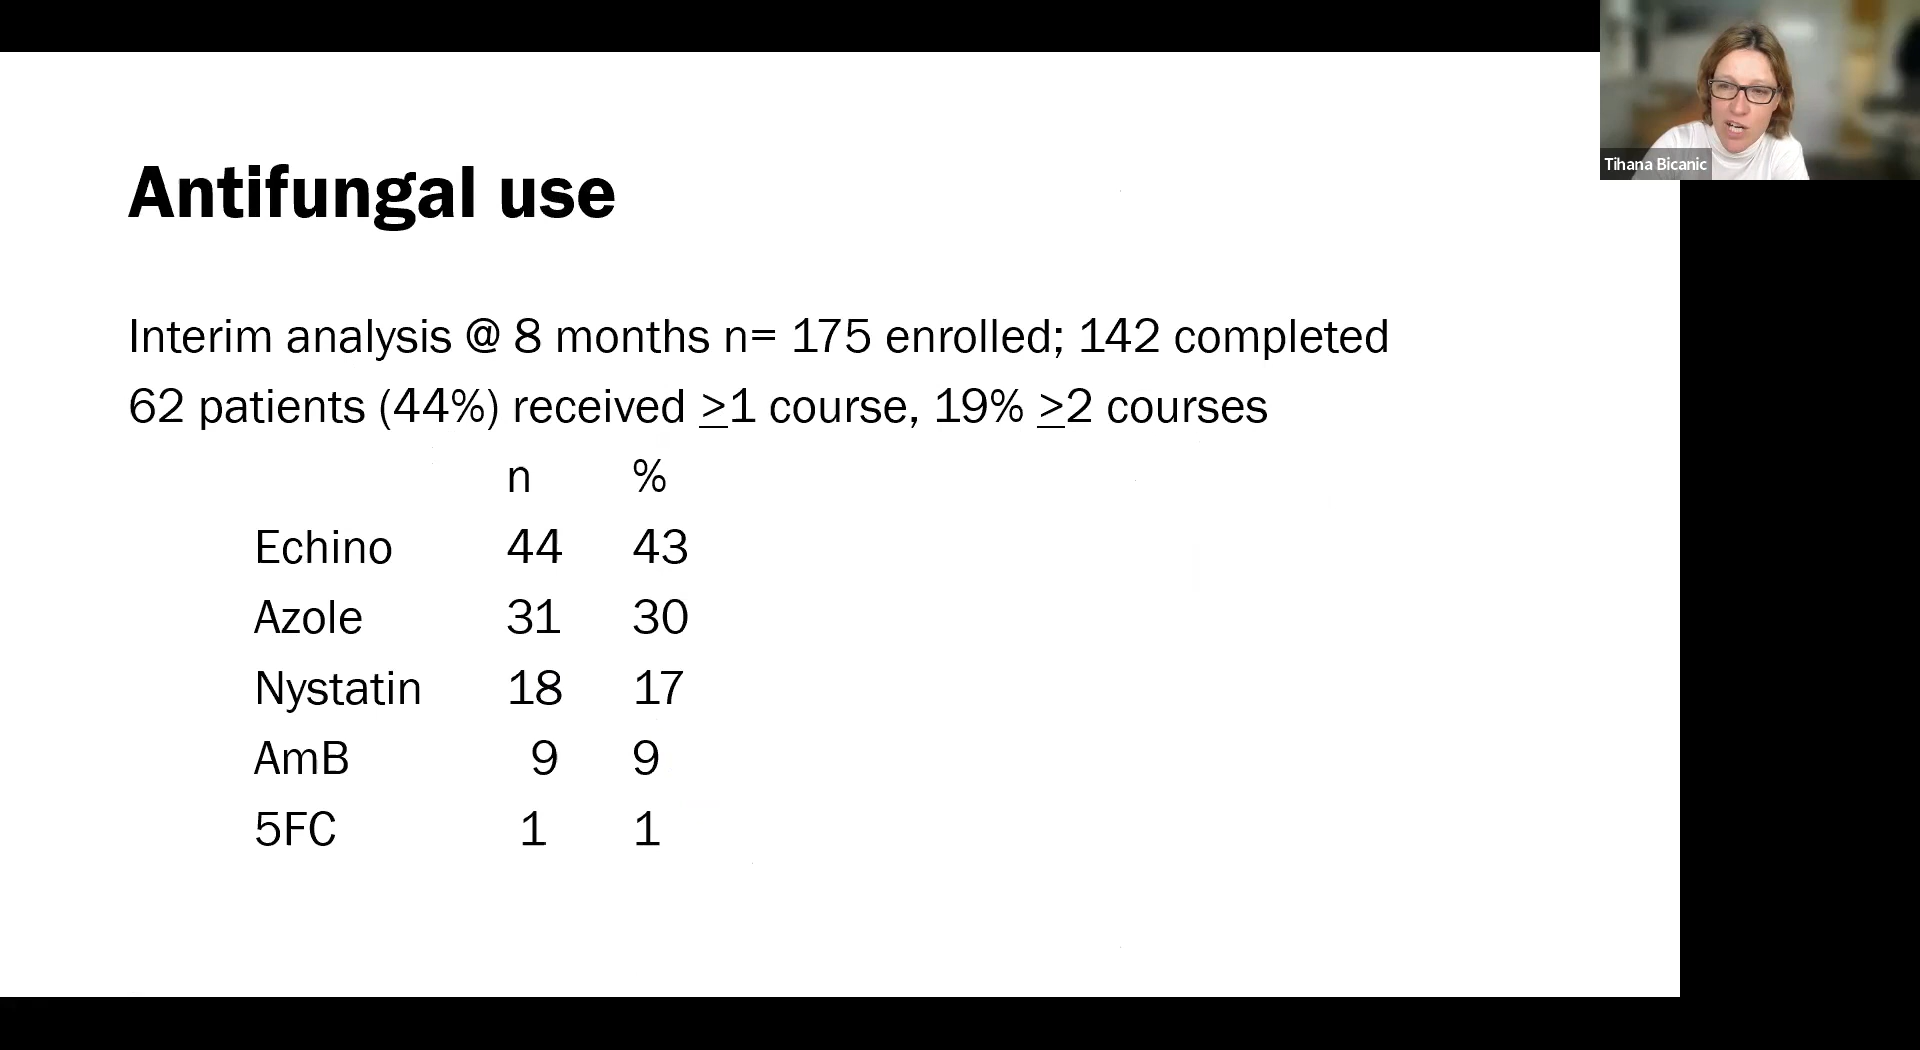 Antifungal use
Interim analysis @ 8 months n= 175 enrolled; 142 completed
62 patients (44%) received ≥1 course, 19% ≥2 courses
n %
Echino 44 43
Azole 31 30
Nystatin 18 17
AmB 9 9
5FC 1 1
Tihana Bicanic